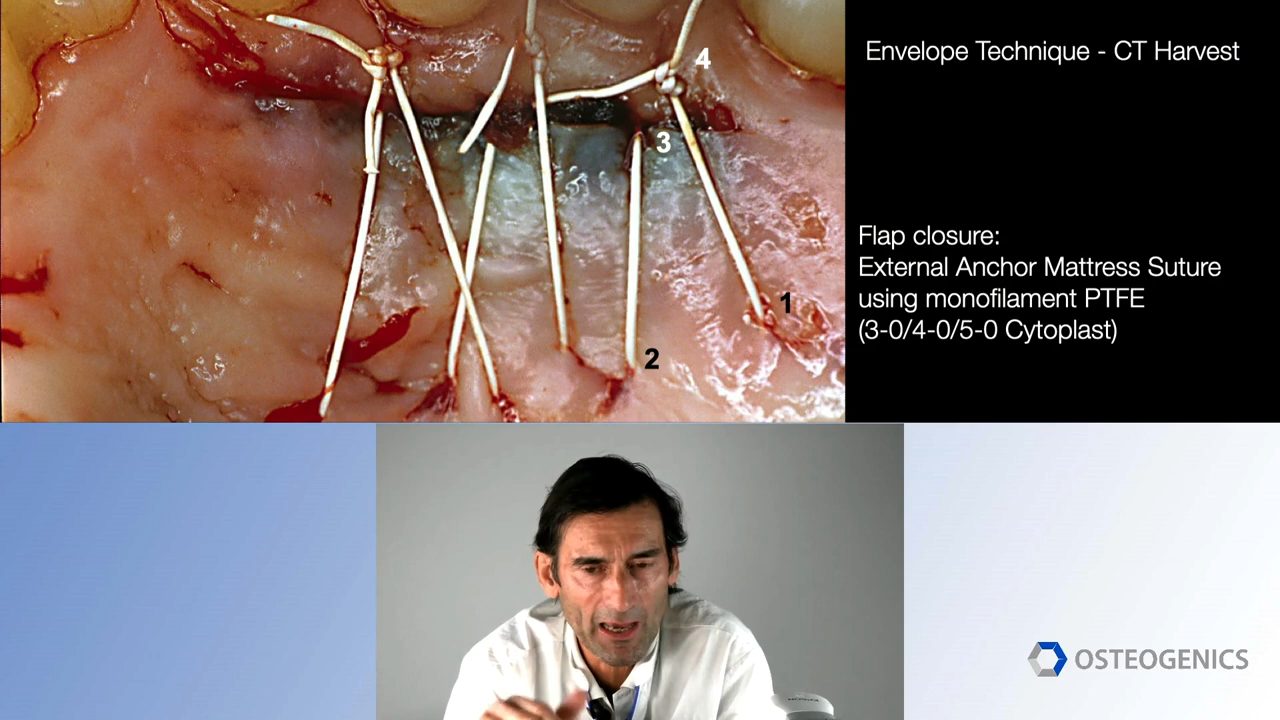 Envelope Technique - CT Harvest
4
3
1
2
Flap closure:
External Anchor Mattress Suture
using monofilament PTFE
(3-0/4-0/5-0 Cytoplast)
OSTEOGENICS